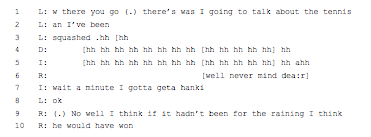 1 L: w there you go (.) there's was I going to talk about the tennis
2 L: an I've been
3 L: squashed .hh [hh
4 D: [hh hh hh hh hh hh hh hh [hh hh hh hh hh] hh
5 I: [hh hh hh hh hh hh hh hh [hh hh hh hh hh] hh ahh
6 R: [well never mind dea:r]
7 I: wait a minute I gotta geta hanki
8 L: ok
9 R: (.) No well I think if it hadn't been for the raining I think
10 R: he would have won